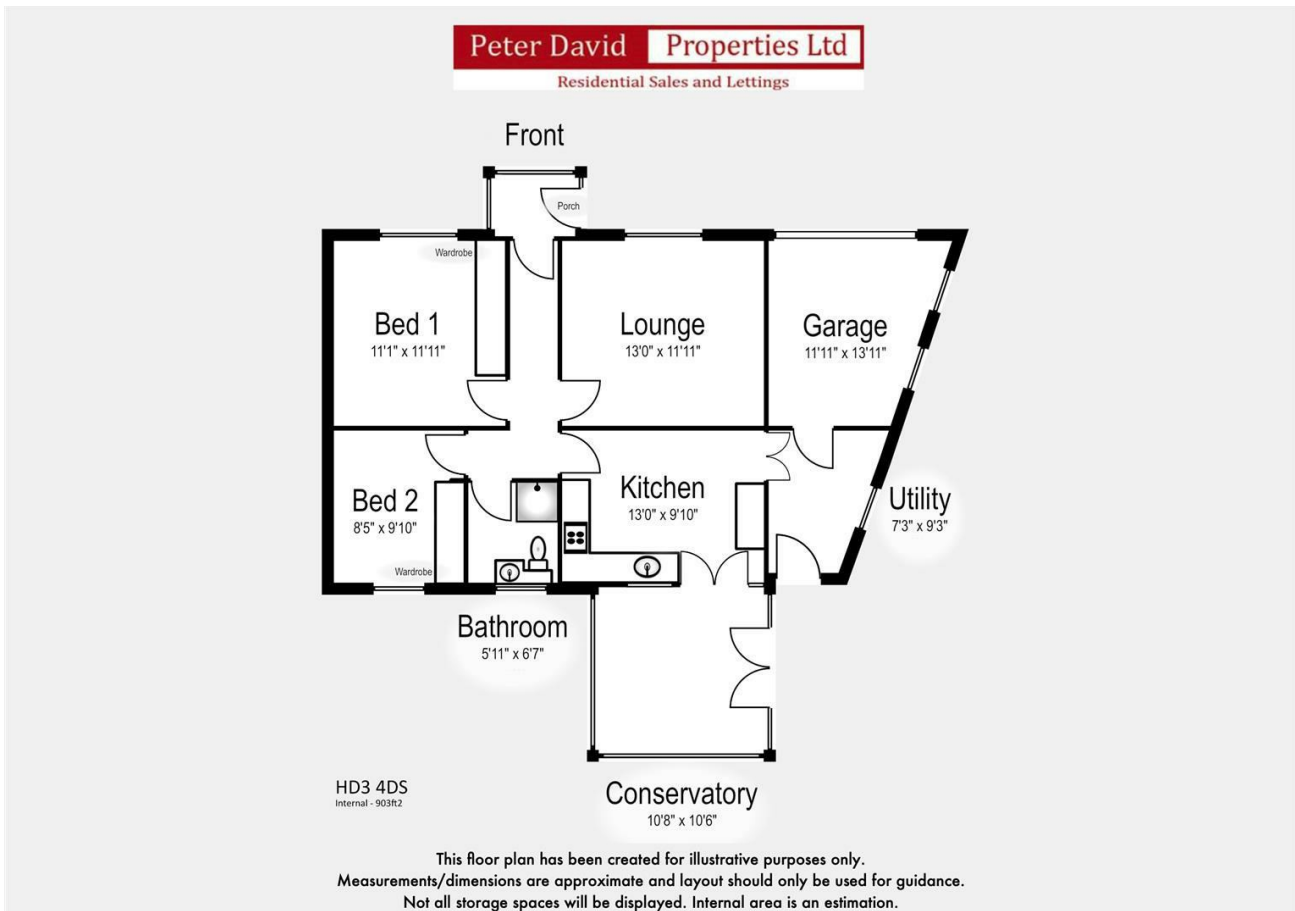 Peter David Properties Ltd
Residential Sales and Lettings
Front
Porch
Wardrobe
Bed 1
11'1" x 11'11"
Lounge
13'0" x 11'11"
Garage
11'11" x 13'11"
Bed 2
8'5" x 9'10"
Wardrobe
Kitchen
13'0" x 9'10"
Utility
7'3" x 9'3"
Bathroom
5'11" x 6'7"
Conservatory
10'8" x 10'6"
HD3 4DS
Internal - 903ft2
This floor plan has been created for illustrative purposes only.
Measurements/dimensions are approximate and layout should only be used for guidance.
Not all storage spaces will be displayed. Internal area is an estimation.